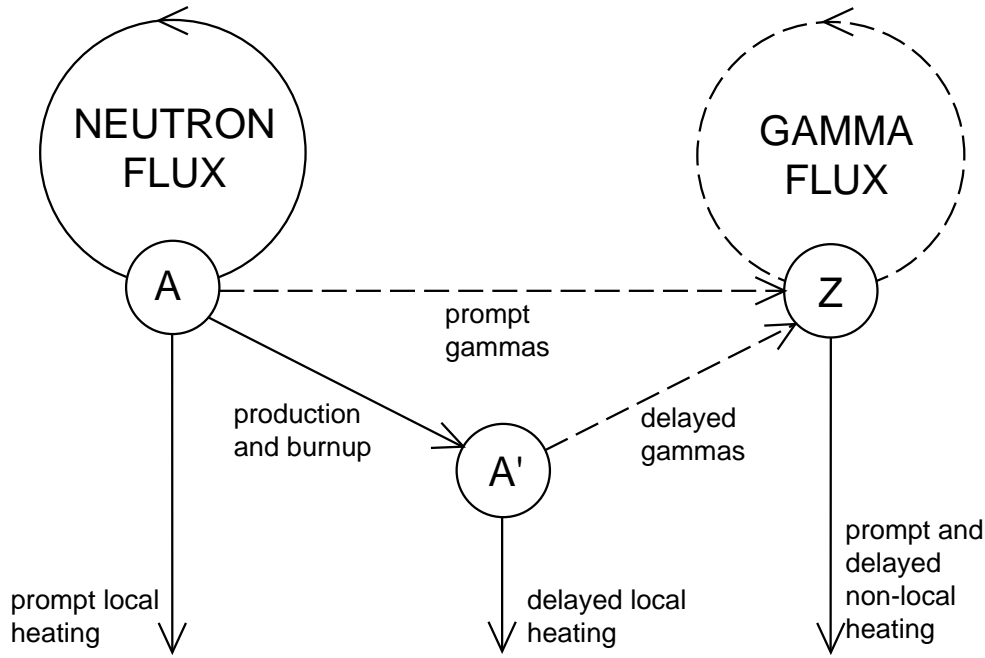 NEUTRON
FLUX
GAMMA
FLUX
A
Z
prompt
gammas
production
and burnup
delayed
gammas
A'
prompt local
heating
delayed local
heating
prompt and
delayed
non-local
heating